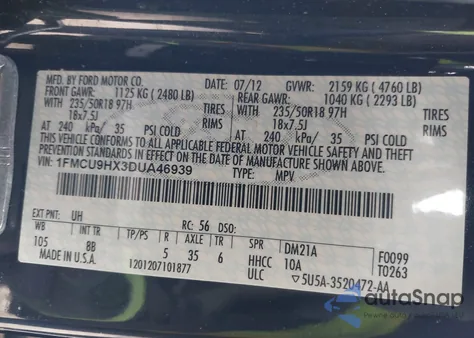 MFD. BY FORD MOTOR CO.
DATE: 07/12 GVWR: 2159 KG ( 4760 LB)
FRONT GAWR: 1125 KG ( 2480 LB) REAR GAWR: 1040 KG ( 2293 LB)
WITH 235/50R18 97H TIRES WITH 235/50R18 97H TIRES
18x7.5J RIMS 18x7.5J RIMS
AT 240 kPa/ 35 PSI COLD AT 240 kPa/ 35 PSI COLD
THIS VEHICLE CONFORMS TO ALL APPLICABLE FEDERAL MOTOR VEHICLE SAFETY BUMPER, AND THEFT
PREVENTION STANDARDS IN EFFECT ON THE DATE OF MANUFACTURE SHOWN ABOVE.
VIN: 1FMCU9HX3DUA46939 TYPE: MPV
EXT PNT: UH RC: 56 DSO: F0099
WB INT TR TP/PS R AXLE TR SPR DM21A T0263
105 BB 5 35 6 HHCC 10A
MADE IN U.S.A. 1201207101877 ULC ▽5U5A-3520472-AA
autoSnap